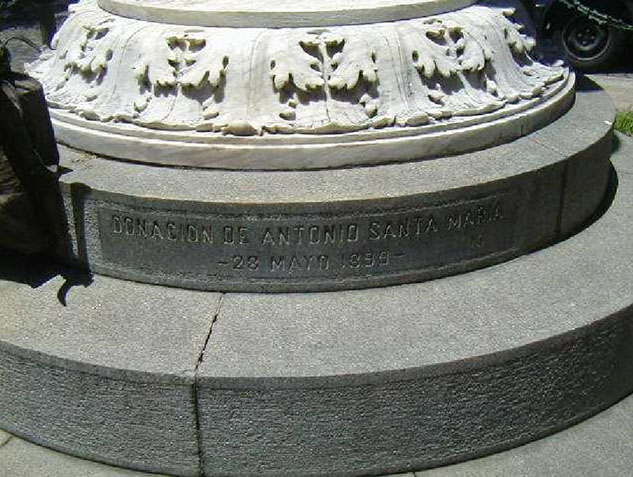 DONACION DE ANTONIO SANTA MARIA
-28 MAYO 1899-